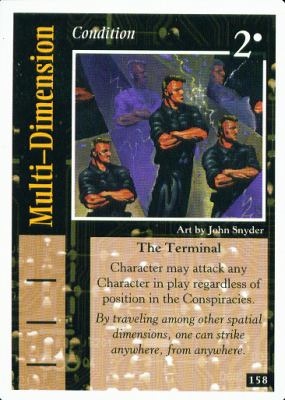 Multi–Dimension
Condition
2•
Art by John Snyder
The Terminal
Character may attack any
Character in play regardless of
position in the Conspiracies.
By traveling among other spatial
dimensions, one can strike
anywhere, from anywhere.
158